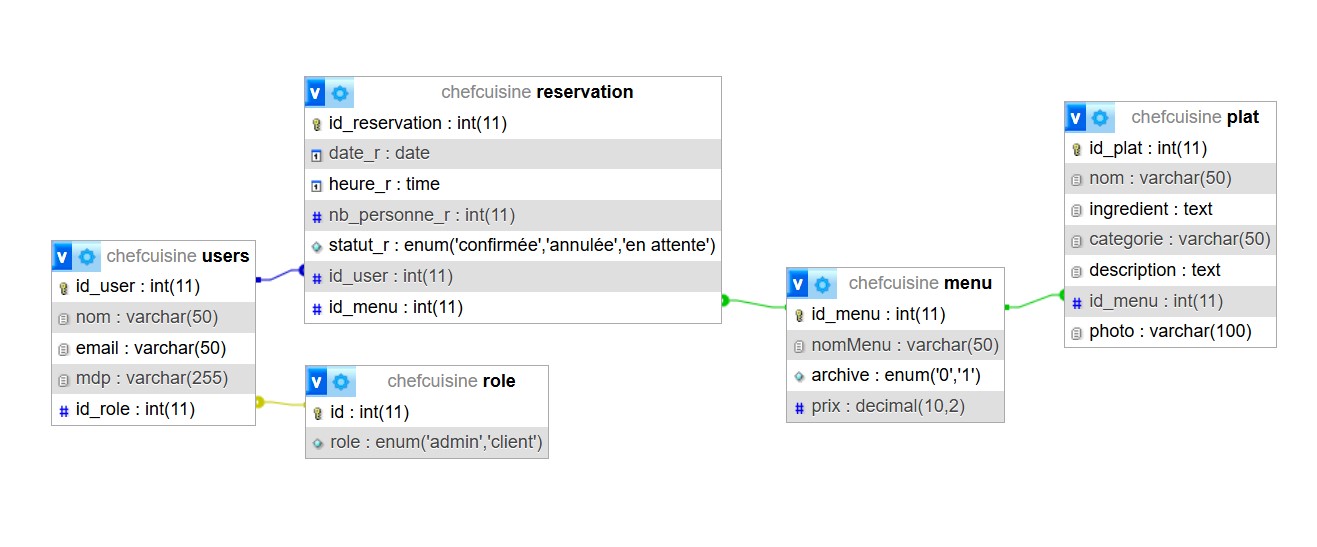 v chefcuisine reservation
id_reservation : int(11)
date_r : date
heure_r : time
nb_personne_r : int(11)
statut_r : enum('confirmée','annulée','en attente')
id_user : int(11)
id_menu : int(11)
v chefcuisine plat
id_plat : int(11)
nom : varchar(50)
ingredient : text
categorie : varchar(50)
description : text
id_menu : int(11)
photo : varchar(100)
v chefcuisine users
id_user : int(11)
nom : varchar(50)
email : varchar(50)
mdp : varchar(255)
id_role : int(11)
v chefcuisine menu
id_menu : int(11)
nomMenu : varchar(50)
archive : enum('0','1')
prix : decimal(10,2)
v chefcuisine role
id : int(11)
role : enum('admin','client')